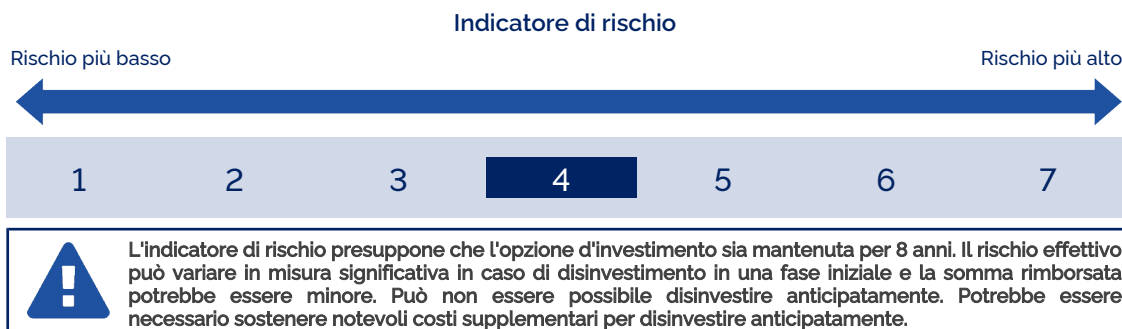 Indicatore di rischio
Rischio più basso
Rischio più alto
1 2 3 4 5 6 7
L'indicatore di rischio presuppone che l'opzione d'investimento sia mantenuta per 8 anni. Il rischio effettivo
può variare in misura significativa in caso di disinvestimento in una fase iniziale e la somma rimborsata
potrebbe essere minore. Può non essere possibile disinvestire anticipatamente. Potrebbe essere
necessario sostenere notevoli costi supplementari per disinvestire anticipatamente.